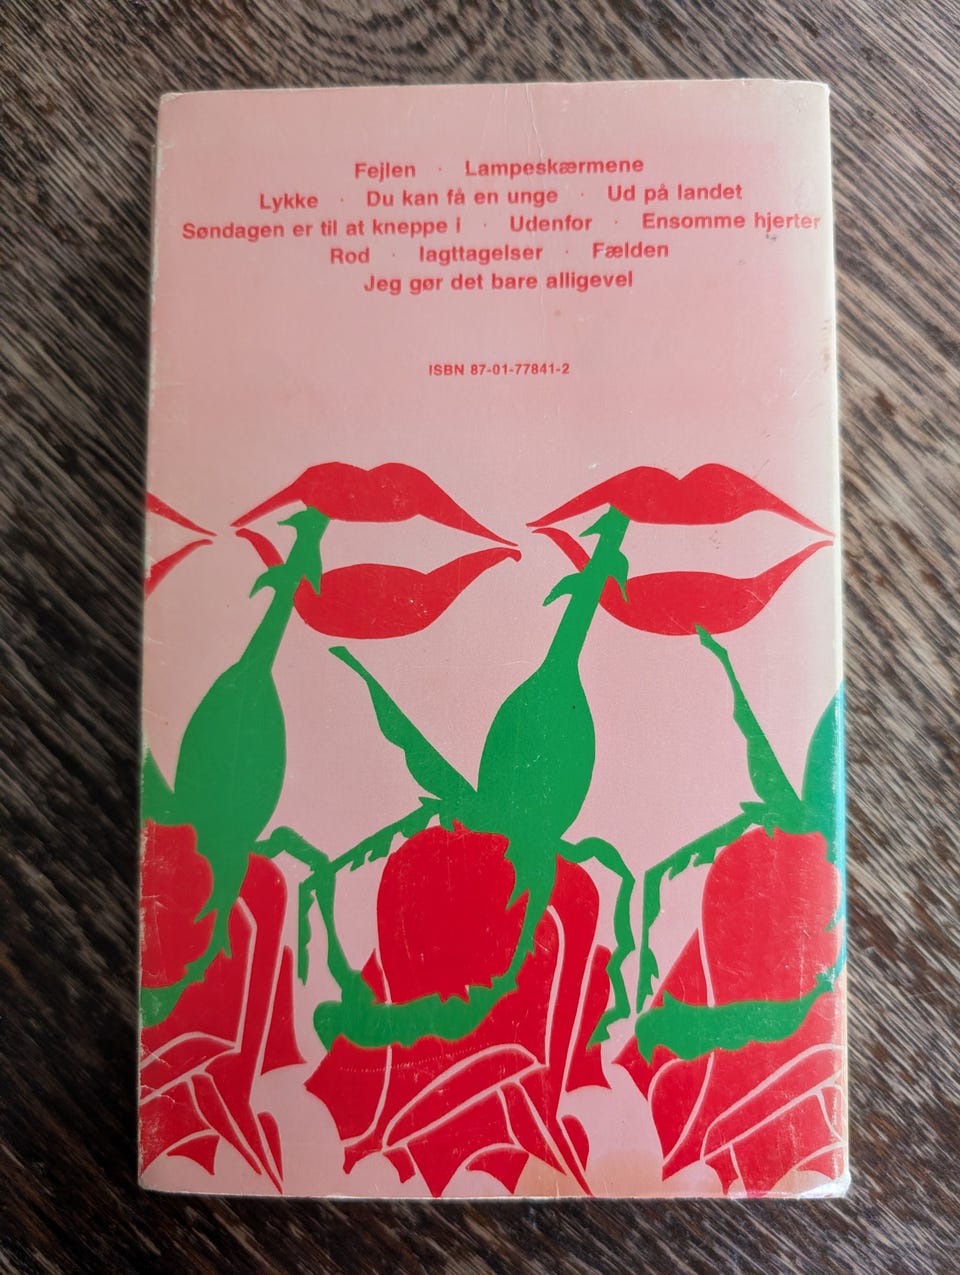 Fejlen · Lampeskærmene
Lykke · Du kan få en unge · Ud på landet
Søndagen er til at kneppe i · Udenfor · Ensomme hjerter
Rod · Iagttagelser · Fælden
Jeg gør det bare alligevel
ISBN 87-01-77841-2